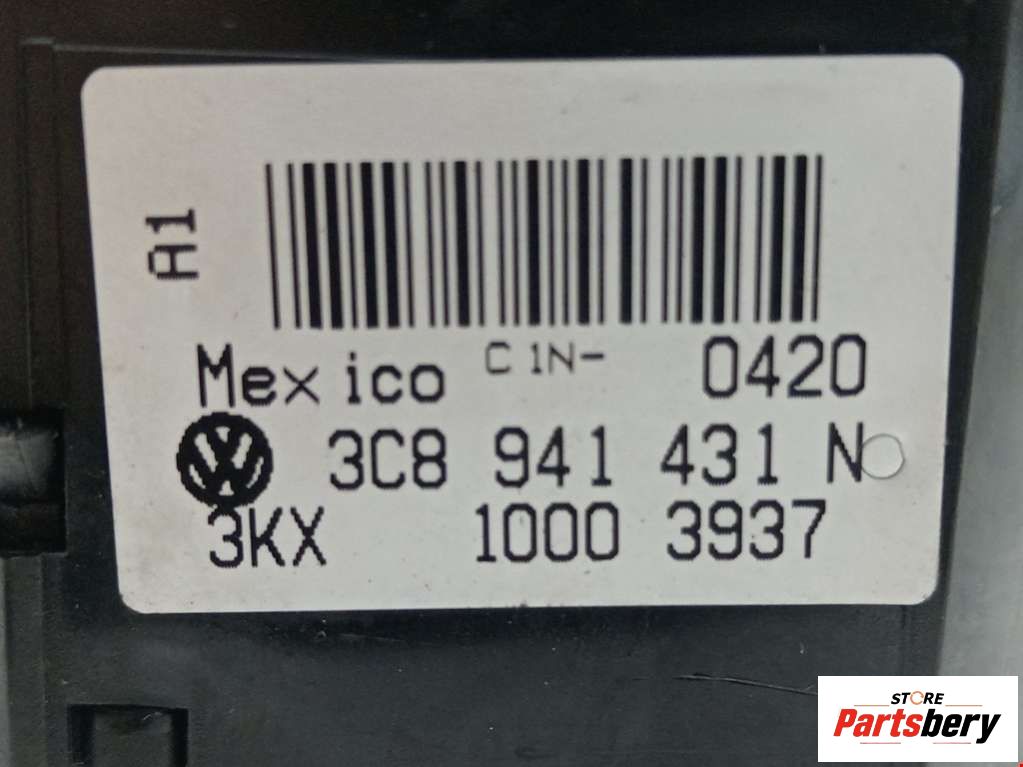 A1
Mexico C 1N- 0420
3C8 941 431 N
3KX 1000 3937
STORE
Partsbery